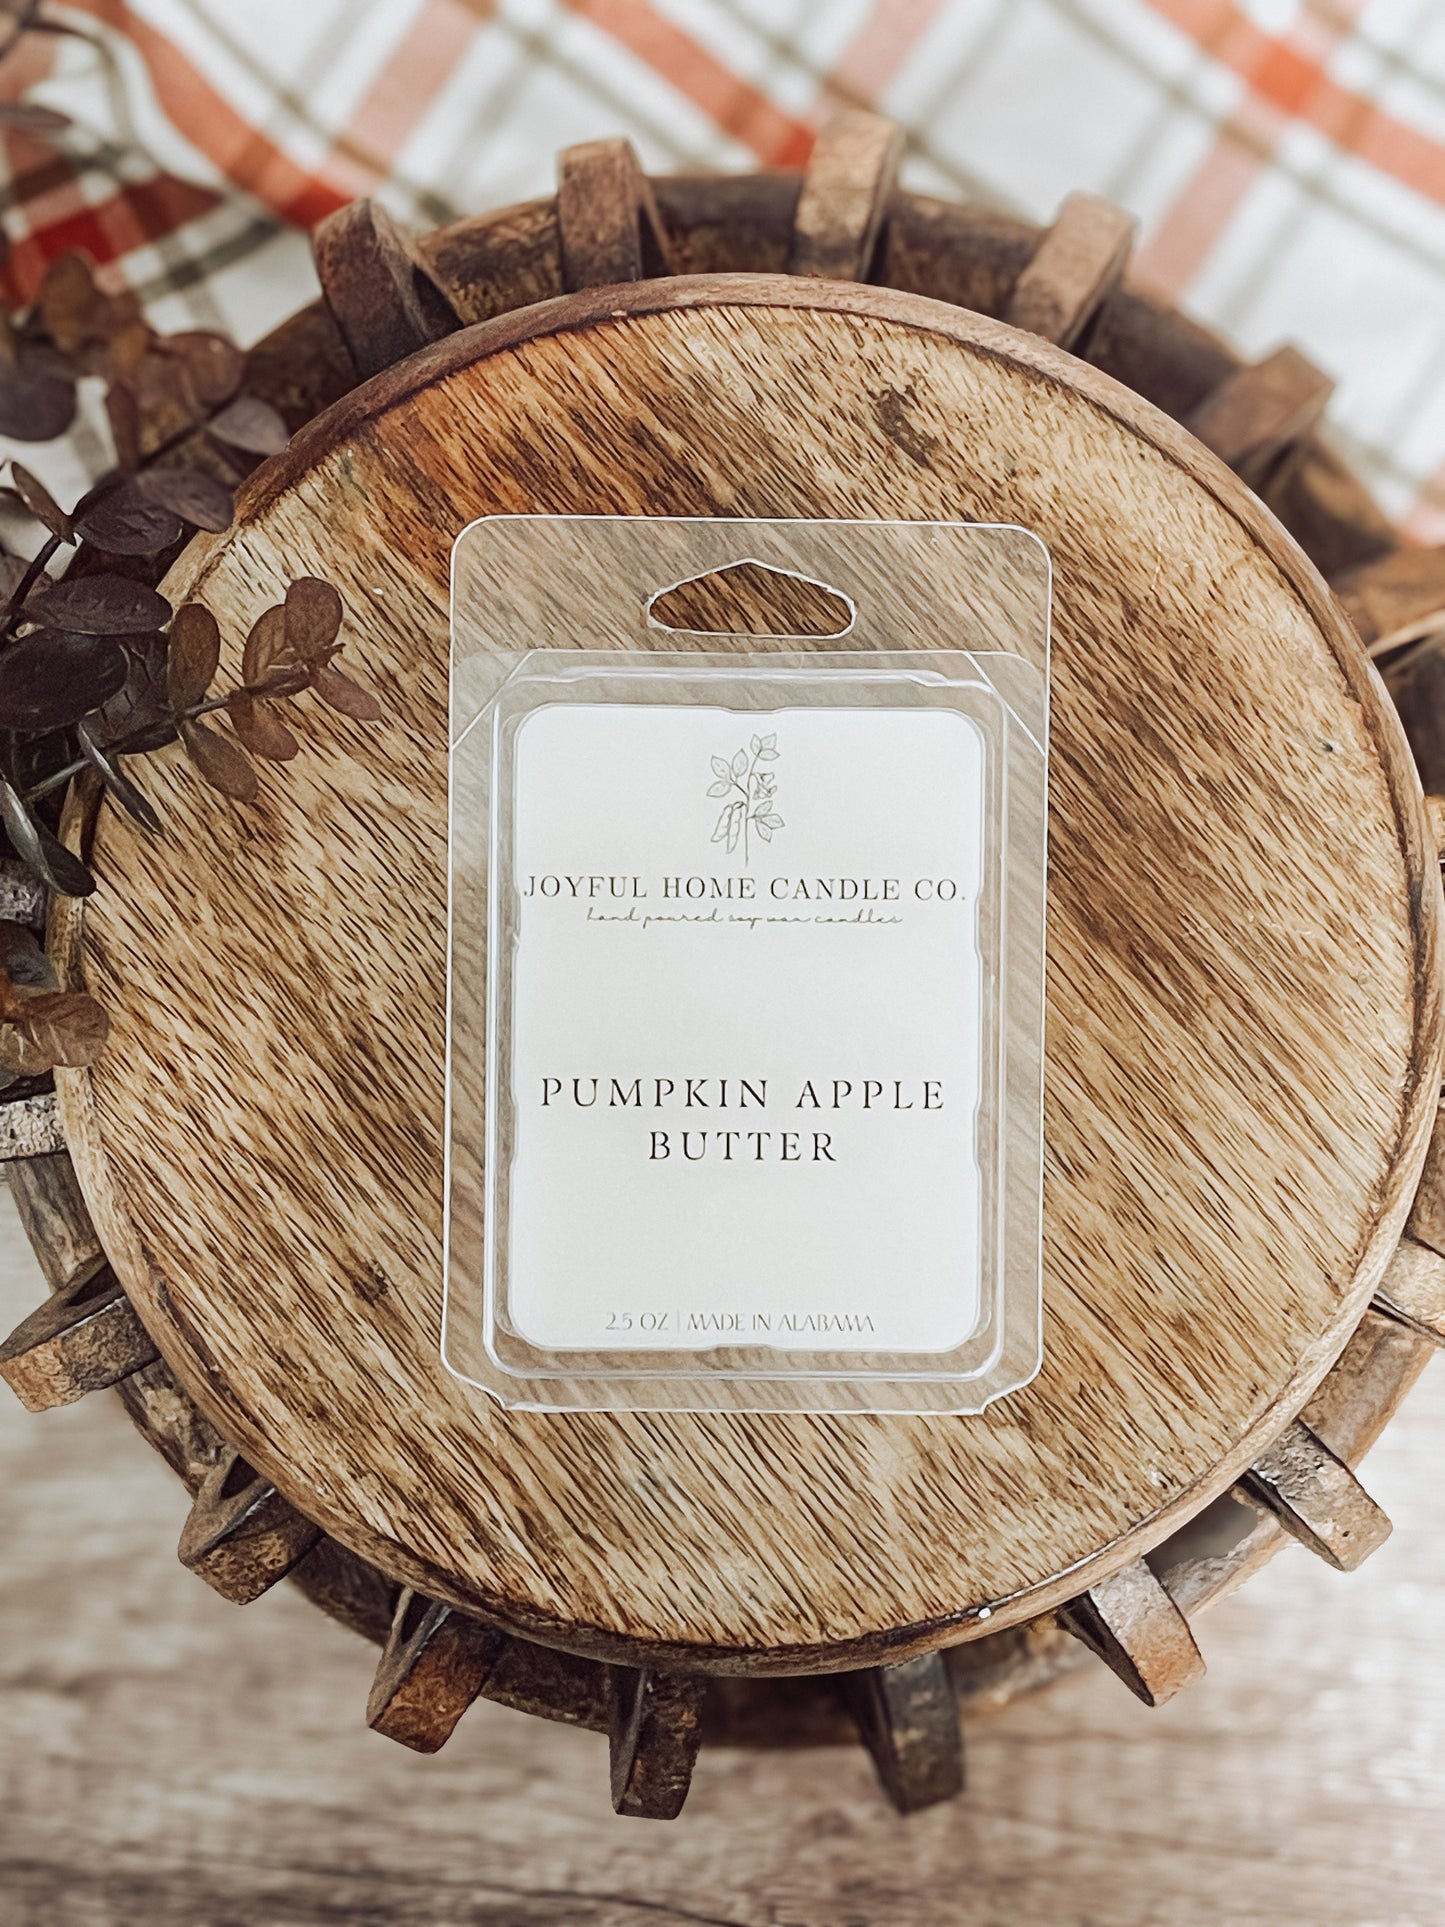 JOYFUL HOME CANDLE CO.
hand poured soy wax candles
PUMPKIN APPLE
BUTTER
2.5 OZ | MADE IN ALABAMA